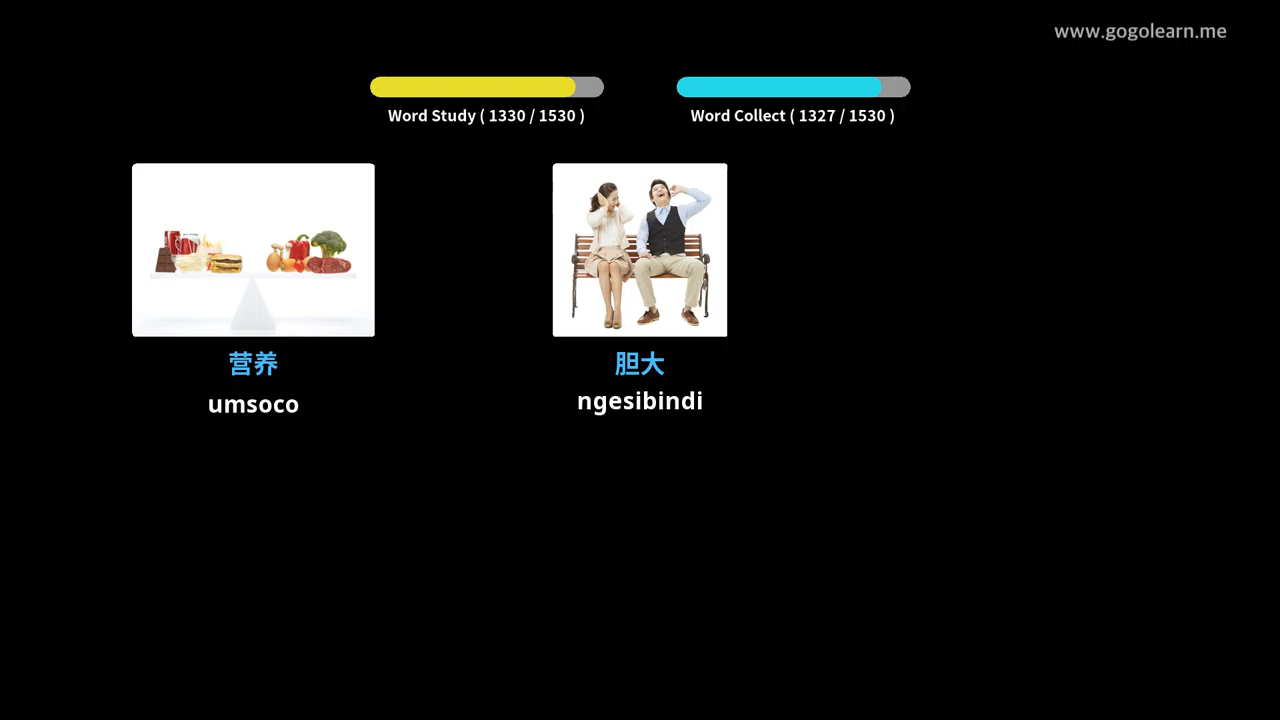 www.gogolearn.me
Word Study ( 1330 / 1530 )
Word Collect ( 1327 / 1530 )
营养
umsoco
胆大
ngesibindi